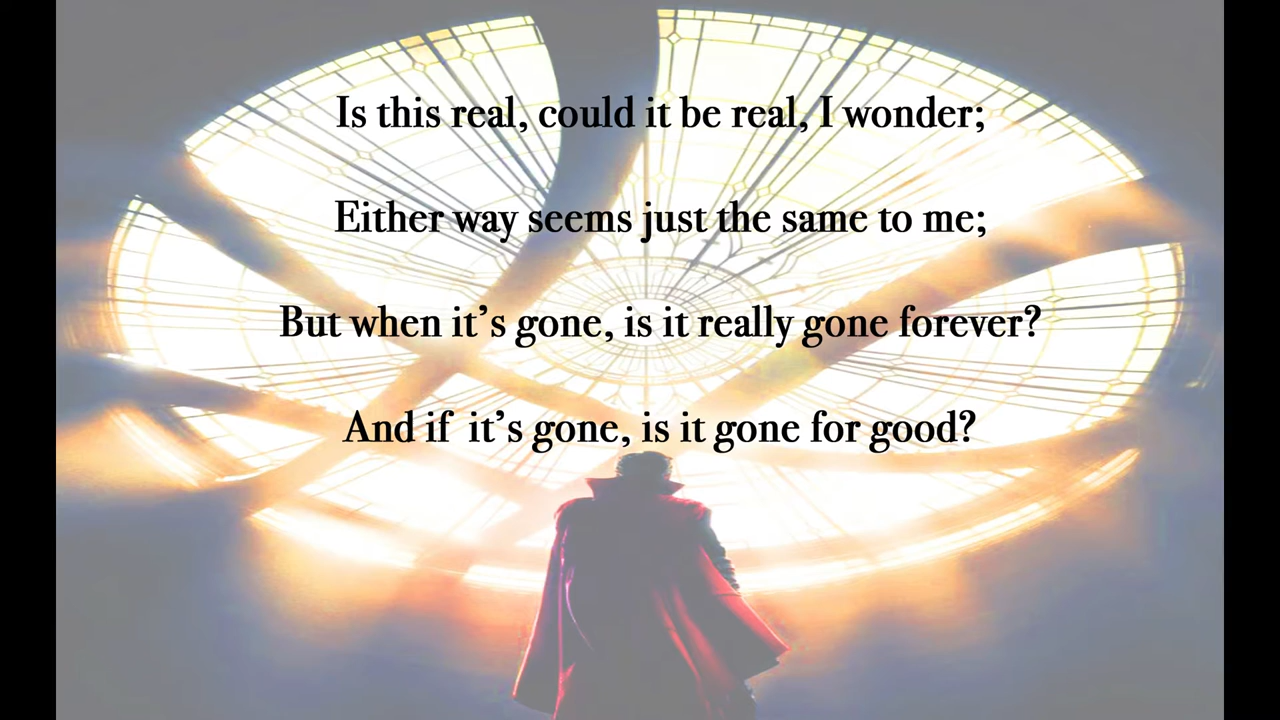 Is this real, could it be real, I wonder;
Either way seems just the same to me;
But when it’s gone, is it really gone forever?
And if it’s gone, is it gone for good?